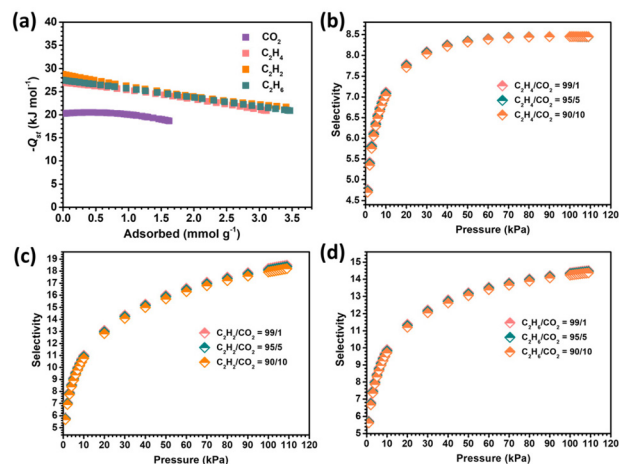 (a)
40
35
30
25
20
15
10
5
0
0.0 0.5 1.0 1.5 2.0 2.5 3.0 3.5
-Qst (kJ mol⁻¹)
Adsorbed (mmol g⁻¹)
CO₂
C₂H₄
C₂H₂
C₂H₆
(b)
8.5
8.0
7.5
7.0
6.5
6.0
5.5
5.0
4.5
0 10 20 30 40 50 60 70 80 90 100 110 120
Selectivity
Pressure (kPa)
C₂H₄/CO₂ = 99/1
C₂H₄/CO₂ = 95/5
C₂H₄/CO₂ = 90/10
(c)
19
18
17
16
15
14
13
12
11
10
9
8
7
6
5
0 10 20 30 40 50 60 70 80 90 100 110 120
Selectivity
Pressure (kPa)
C₂H₂/CO₂ = 99/1
C₂H₂/CO₂ = 95/5
C₂H₂/CO₂ = 90/10
(d)
15
14
13
12
11
10
9
8
7
6
5
0 10 20 30 40 50 60 70 80 90 100 110 120
Selectivity
Pressure (kPa)
C₂H₆/CO₂ = 99/1
C₂H₆/CO₂ = 95/5
C₂H₆/CO₂ = 90/10